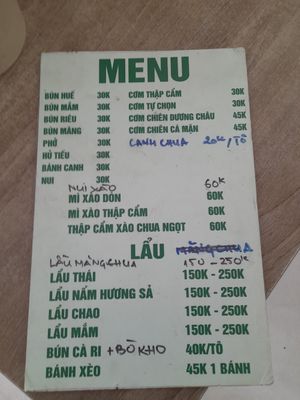 MENU
BÚN HUẾ 30K
BÚN MẮM 30K
BÚN RIÊU 30K
BÚN MĂNG 30K
PHỞ 30K
HỦ TIẾU 30K
BÁNH CANH 30K
NUI 30K
CƠM THẬP CẨM 30K
CƠM TỰ CHỌN 30K
CƠM CHIÊN DƯƠNG CHÂU 45K
CƠM CHIÊN CÁ MẶN 45K
CANH CHUA 20K/TÔ
NUI XÀO 60K
MÌ XÀO DÒN 60K
MÌ XÀO THẬP CẨM 60K
THẬP CẨM XÀO CHUA NGỌT 60K
LẨU MĂNG CHUA
LẨU MĂNG CHUA 150-250K
LẨU THÁI 150K - 250K
LẨU NẤM HƯƠNG SẢ 150K - 250K
LẨU CHAO 150K - 250K
LẨU MẮM 150K - 250K
BÚN CÀ RI + BÒ KHO 40K/TÔ
BÁNH XÈO 45K 1 BÁNH